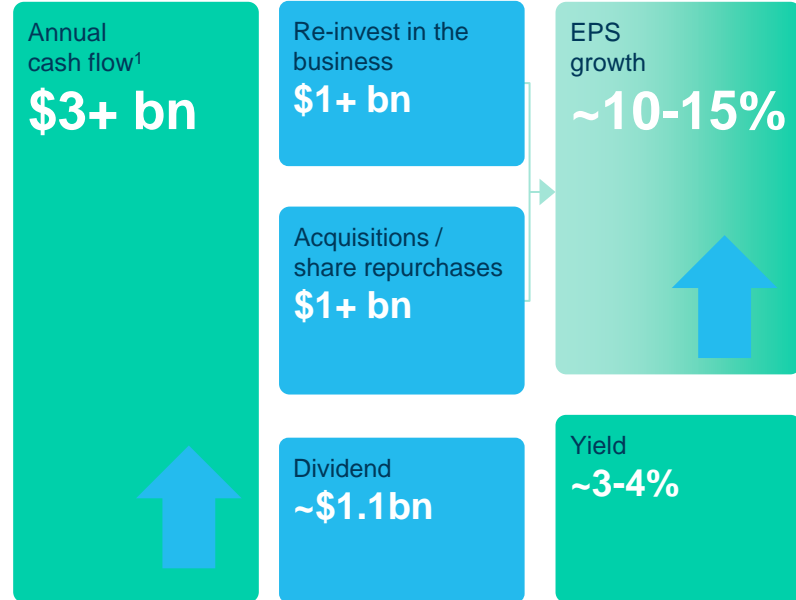 Annual
cash flow¹
$3+ bn
Re-invest in the
business
$1+ bn
Acquisitions /
share repurchases
$1+ bn
Dividend
~$1.1bn
EPS
growth
~10-15%
Yield
~3-4%